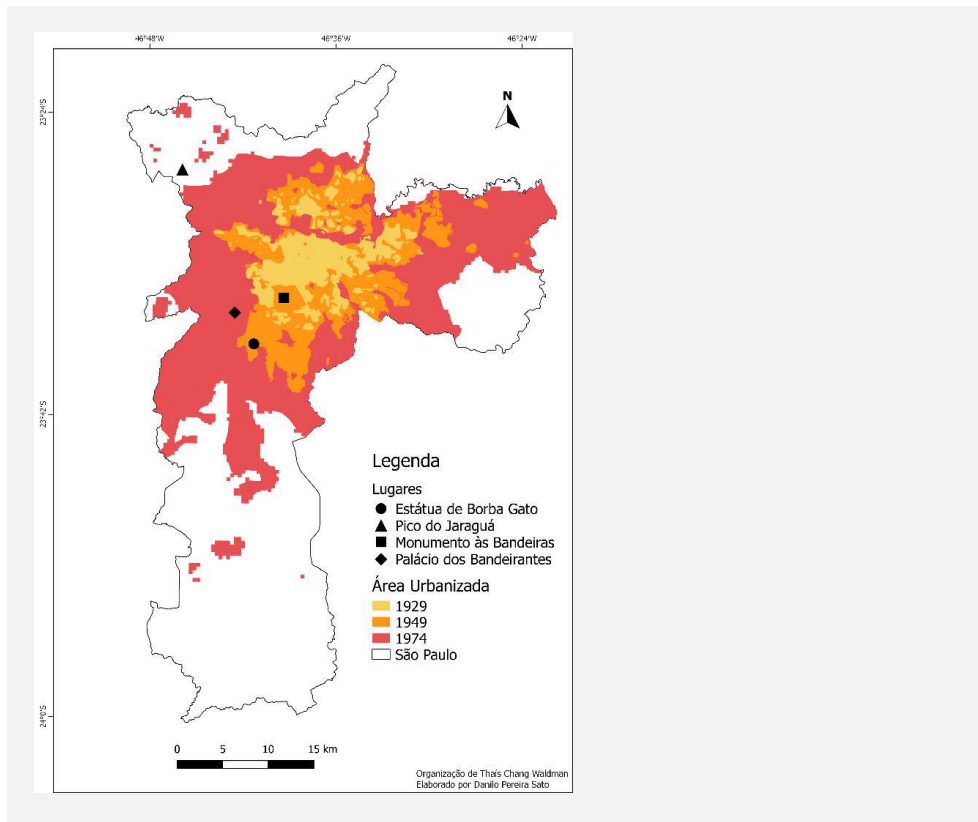 46°48'W
46°36'W
46°24'W
23°24'S
23°42'S
24°0'S
N
Legenda
Lugares
Estátua de Borba Gato
Pico do Jaraguá
Monumento às Bandeiras
Palácio dos Bandeirantes
Área Urbanizada
1929
1949
1974
São Paulo
0 5 10 15 km
Organização de Thaís Chang Waldman
Elaborado por Danilo Pereira Sato